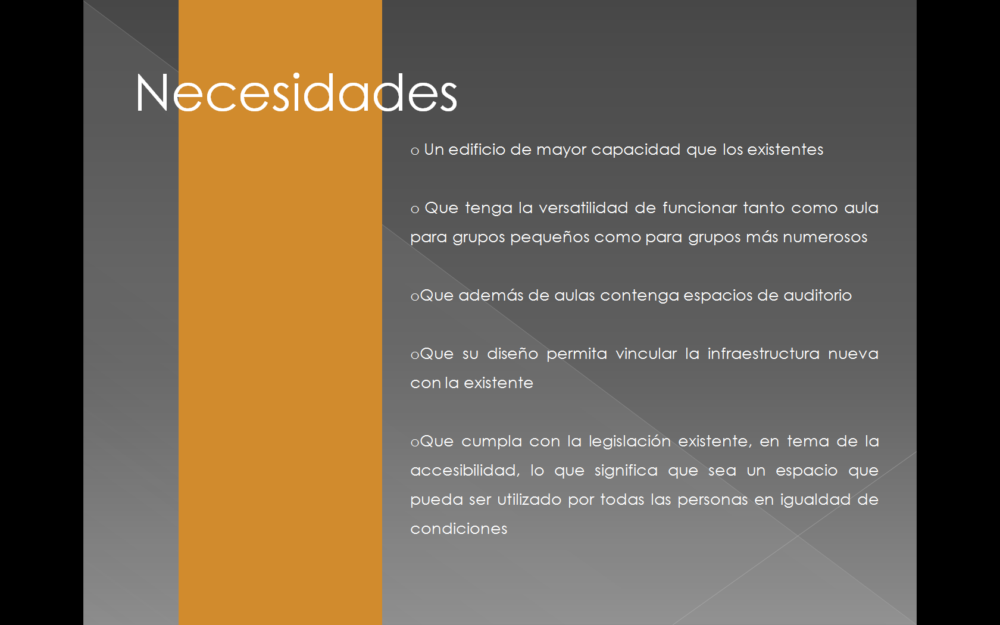 Necesidades
o Un edificio de mayor capacidad que los existentes
o Que tenga la versatilidad de funcionar tanto como aula
para grupos pequeños como para grupos más numerosos
oQue además de aulas contenga espacios de auditorio
oQue su diseño permita vincular la infraestructura nueva
con la existente
oQue cumpla con la legislación existente, en tema de la
accesibilidad, lo que significa que sea un espacio que
pueda ser utilizado por todas las personas en igualdad de
condiciones